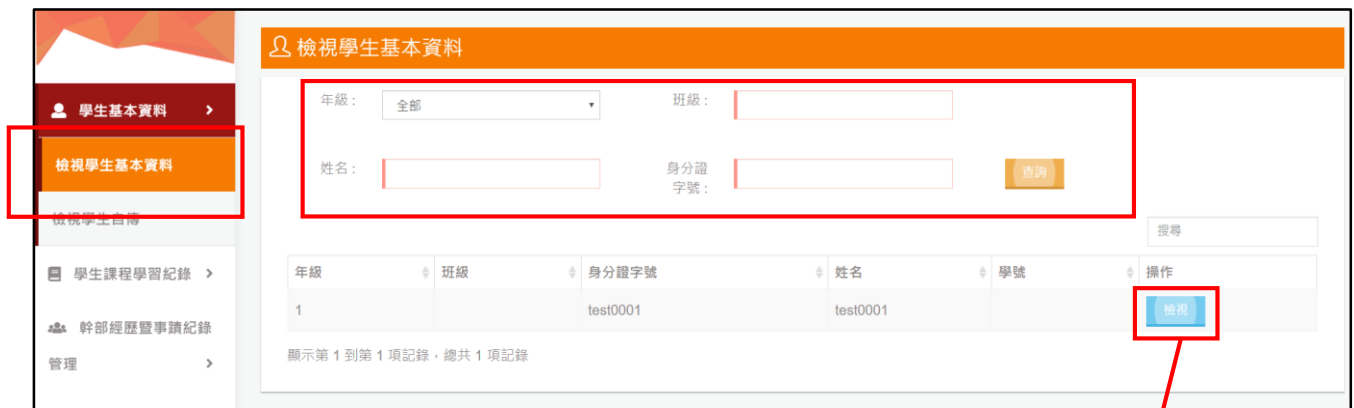 檢視學生基本資料
學生基本資料
檢視學生基本資料
檢視學生自傳
學生課程學習紀錄
幹部經歷暨事蹟紀錄
管理
年級： 全部 班級：
姓名： 身分證
字號： 查詢
搜尋
年級 班級 身分證字號 姓名 學號 操作
1 test0001 test0001 檢視
顯示第 1 到第 1 項記錄，總共 1 項記錄